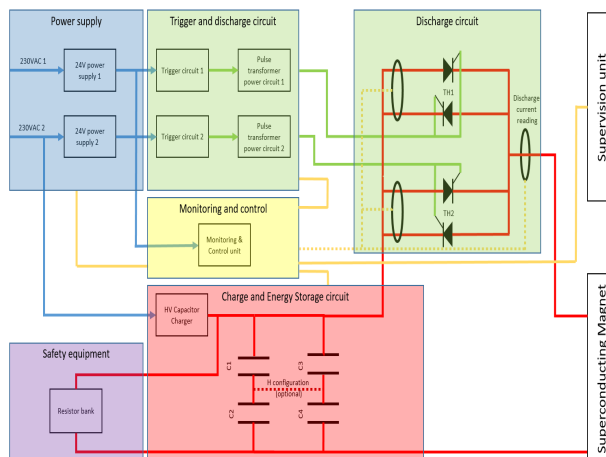 Power supply
230VAC 1
24V power
supply 1
230VAC 2
24V power
supply 2
Trigger and discharge circuit
Trigger circuit 1
Pulse
transformer
power circuit 1
Trigger circuit 2
Pulse
transformer
power circuit 2
Discharge circuit
TH1
TH2
Discharge
current
reading
Supervision unit
Monitoring and control
Monitoring &
Control unit
Charge and Energy Storage circuit
HV Capacitor
Charger
C1
C3
H configuration
(optional)
C2
C4
Safety equipment
Resistor bank
Superconducting Magnet